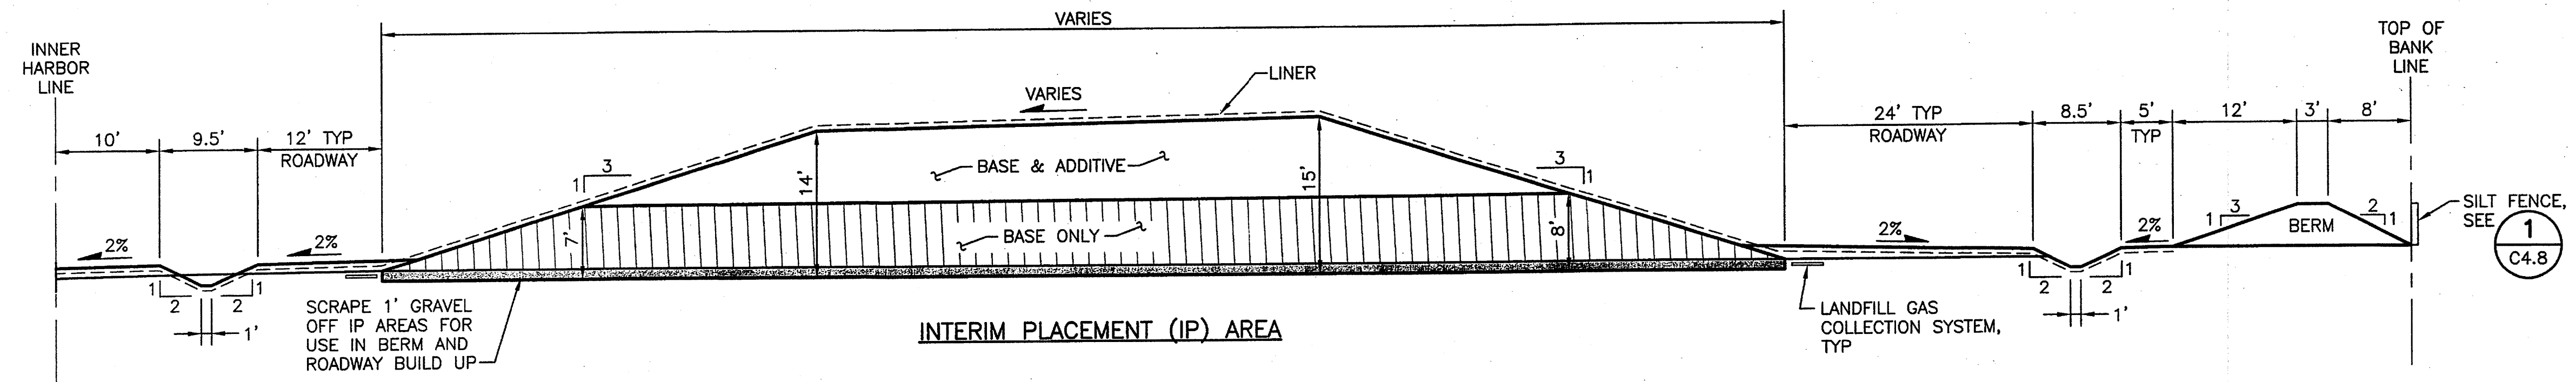 VARIES
INNER
HARBOR
LINE
TOP OF
BANK
LINE
LINER
VARIES
10'
9.5'
12' TYP
ROADWAY
24' TYP
ROADWAY
8.5'
5'
TYP
12'
3'
8'
3
1
BASE & ADDITIVE
14'
15'
3
1
SILT FENCE,
SEE
1
C4.8
2%
2%
7'
BASE ONLY
8'
2%
2%
1
3
BERM
2
1
1
2
2
1
1'
1
2
2
1
1'
SCRAPE 1' GRAVEL
OFF IP AREAS FOR
USE IN BERM AND
ROADWAY BUILD UP
LANDFILL GAS
COLLECTION SYSTEM,
TYP
INTERIM PLACEMENT (IP) AREA